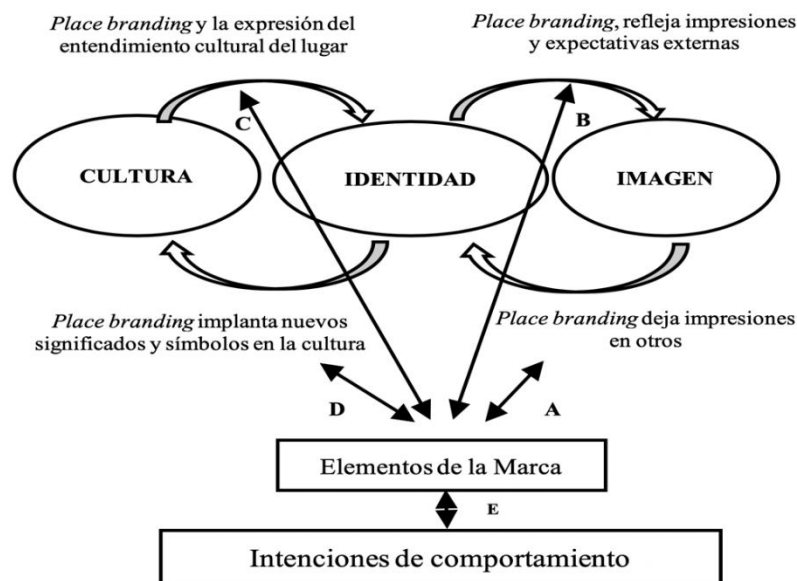 Place branding y la expresión del
entendimiento cultural del lugar
Place branding, refleja impresiones
y expectativas externas
C
B
CULTURA
IDENTIDAD
IMAGEN
Place branding implanta nuevos
significados y símbolos en la cultura
Place branding deja impresiones
en otros
D
A
Elementos de la Marca
E
Intenciones de comportamiento